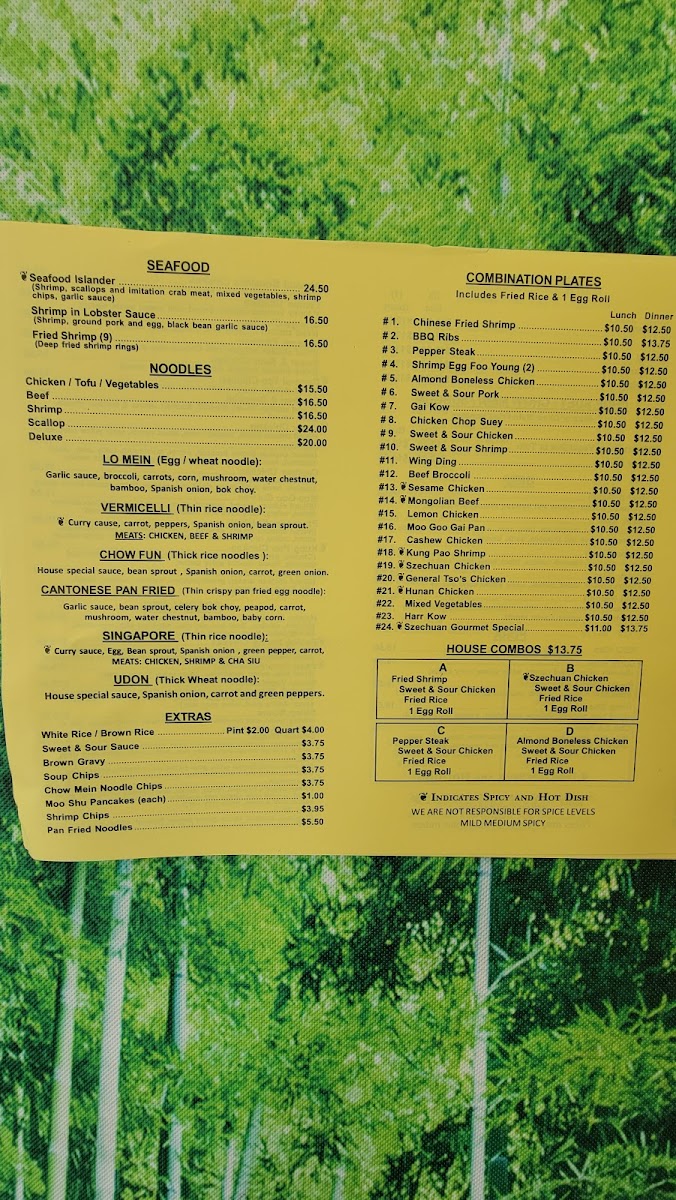 SEAFOOD
Seafood Islander 24.50
(Shrimp, scallops and imitation crab meat, mixed vegetables, shrimp
chips, garlic sauce)
Shrimp in Lobster Sauce 16.50
(Shrimp, ground pork and egg, black bean garlic sauce)
Fried Shrimp (9) 16.50
(Deep fried shrimp rings)
NOODLES
Chicken / Tofu / Vegetables $15.50
Beef $16.50
Shrimp $16.50
Scallop $24.00
Deluxe $20.00
LO MEIN (Egg / wheat noodle):
Garlic sauce, broccoli, carrots, corn, mushroom, water chestnut,
bamboo, Spanish onion, bok choy.
VERMICELLI (Thin rice noodle):
Curry cause, carrot, peppers, Spanish onion, bean sprout.
MEATS: CHICKEN, BEEF & SHRIMP
CHOW FUN (Thick rice noodles ):
House special sauce, bean sprout , Spanish onion, carrot, green onion.
CANTONESE PAN FRIED (Thin crispy pan fried egg noodle):
Garlic sauce, bean sprout, celery bok choy, peapod, carrot,
mushroom, water chestnut, bamboo, baby corn.
SINGAPORE (Thin rice noodle):
Curry sauce, Egg, Bean sprout, Spanish onion , green pepper, carrot,
MEATS: CHICKEN, SHRIMP & CHA SIU
UDON (Thick Wheat noodle):
House special sauce, Spanish onion, carrot and green peppers.
EXTRAS
White Rice / Brown Rice Pint $2.00 Quart $4.00
Sweet & Sour Sauce $3.75
Brown Gravy $3.75
Soup Chips $3.75
Chow Mein Noodle Chips $3.75
Moo Shu Pancakes (each) $1.00
Shrimp Chips $3.95
Pan Fried Noodles $5.50
COMBINATION PLATES
Includes Fried Rice & 1 Egg Roll
Lunch Dinner
# 1. Chinese Fried Shrimp $10.50 $12.50
# 2. BBQ Ribs $10.50 $13.75
# 3. Pepper Steak $10.50 $12.50
# 4. Shrimp Egg Foo Young (2) $10.50 $12.50
# 5. Almond Boneless Chicken $10.50 $12.50
# 6. Sweet & Sour Pork $10.50 $12.50
# 7. Gai Kow $10.50 $12.50
# 8. Chicken Chop Suey $10.50 $12.50
# 9. Sweet & Sour Chicken $10.50 $12.50
#10. Sweet & Sour Shrimp $10.50 $12.50
#11. Wing Ding $10.50 $12.50
#12. Beef Broccoli $10.50 $12.50
#13. Sesame Chicken $10.50 $12.50
#14. Mongolian Beef $10.50 $12.50
#15. Lemon Chicken $10.50 $12.50
#16. Moo Goo Gai Pan $10.50 $12.50
#17. Cashew Chicken $10.50 $12.50
#18. Kung Pao Shrimp $10.50 $12.50
#19. Szechuan Chicken $10.50 $12.50
#20. General Tso's Chicken $10.50 $12.50
#21. Hunan Chicken $10.50 $12.50
#22. Mixed Vegetables $10.50 $12.50
#23. Harr Kow $10.50 $12.50
#24. Szechuan Gourmet Special $11.00 $13.75
HOUSE COMBOS $13.75
A
Fried Shrimp
Sweet & Sour Chicken
Fried Rice
1 Egg Roll
B
Szechuan Chicken
Sweet & Sour Chicken
Fried Rice
1 Egg Roll
C
Pepper Steak
Sweet & Sour Chicken
Fried Rice
1 Egg Roll
D
Almond Boneless Chicken
Sweet & Sour Chicken
Fried Rice
1 Egg Roll
INDICATES SPICY AND HOT DISH
WE ARE NOT RESPONSIBLE FOR SPICE LEVELS
MILD MEDIUM SPICY